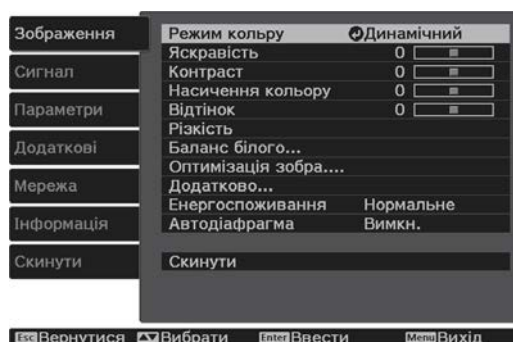 Зображення
Сигнал
Параметри
Додаткові
Мережа
Інформація
Скинути
Режим кольру Динамічний
Яскравість 0
Контраст 0
Насичення кольору 0
Відтінок 0
Різкість
Баланс білого...
Оптимізація зобра....
Додатково...
Енергоспоживання Нормальне
Автодіафрагма Вимкн.
Скинути
Esc Вернутися Вибрати Enter Ввести Menu Вихід